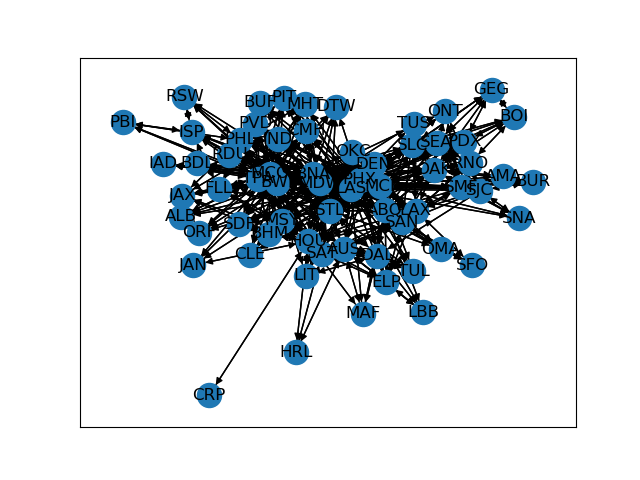 GEG
RSW
BUF
PIT
MHT
DTW
ONT
BOI
PBI
ISP
PVD
CMH
TUS
PHL
IND
SLC
SEA
PDX
IAD
BDL
RDU
OKC
DEN
OAK
RNO
MCO
BNA
PHX
AMA
BUR
JAX
FLL
TPA
BWI
MDW
LAS
MCI
SMF
SJC
ALB
ORF
SDF
MSY
STL
ABQ
LAX
SNA
BHM
SAN
JAN
CLE
HOU
SAT
AUS
DAL
OMA
SFO
LIT
ELP
TUL
MAF
LBB
HRL
CRP